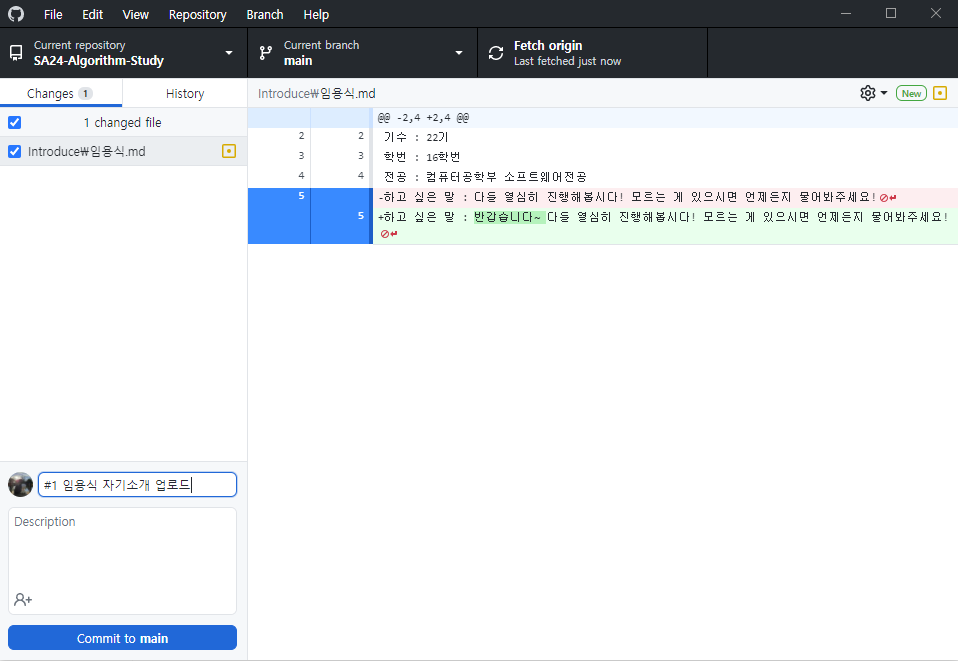 File Edit View Repository Branch Help
Current repository
SA24-Algorithm-Study
Current branch
main
Fetch origin
Last fetched just now
Changes 1
History
Introduce₩임용식.md
New
1 changed file
Introduce₩임용식.md
@@ -2,4 +2,4 @@
2 2 기수 : 22기
3 3 학번 : 16학번
4 4 전공 : 컴퓨터공학부 소프트웨어전공
5 -하고 싶은 말 : 다들 열심히 진행해봅시다! 모르는 게 있으시면 언제든지 물어봐주세요!
5 +하고 싶은 말 : 반갑습니다~ 다들 열심히 진행해봅시다! 모르는 게 있으시면 언제든지 물어봐주세요!
#1 임용식 자기소개 업로드
Description
Commit to main